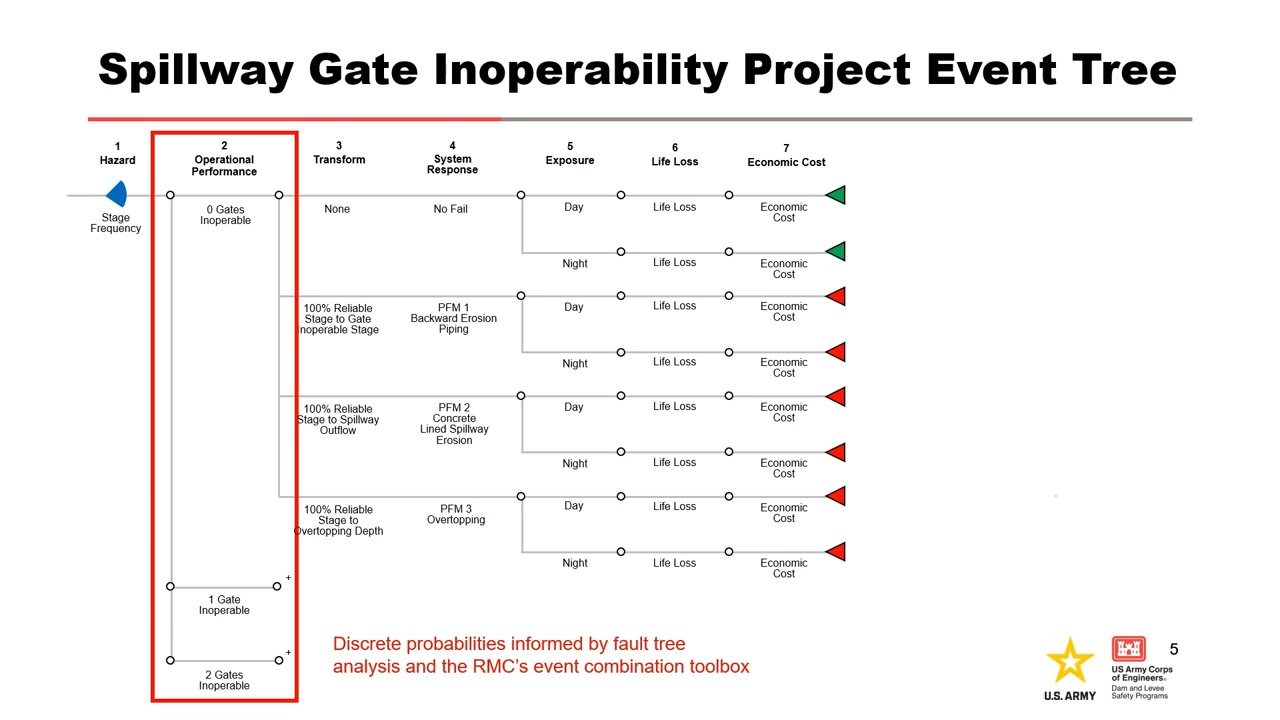 Spillway Gate Inoperability Project Event Tree
1
Hazard
2
Operational
Performance
3
Transform
4
System
Response
5
Exposure
6
Life Loss
7
Economic Cost
Stage
Frequency
0 Gates
Inoperable
None
No Fail
Day
Life Loss
Economic
Cost
Night
Life Loss
Economic
Cost
100% Reliable
Stage to Gate
Inoperable Stage
PFM 1
Backward Erosion
Piping
Day
Life Loss
Economic
Cost
Night
Life Loss
Economic
Cost
100% Reliable
Stage to Spillway
Outflow
PFM 2
Concrete
Lined Spillway
Erosion
Day
Life Loss
Economic
Cost
Night
Life Loss
Economic
Cost
100% Reliable
Stage to
Overtopping Depth
PFM 3
Overtopping
Day
Life Loss
Economic
Cost
Night
Life Loss
Economic
Cost
+
1 Gate
Inoperable
+
2 Gates
Inoperable
Discrete probabilities informed by fault tree
analysis and the RMC's event combination toolbox
U.S. ARMY
US Army Corps
of Engineers®
Dam and Levee
Safety Programs
5